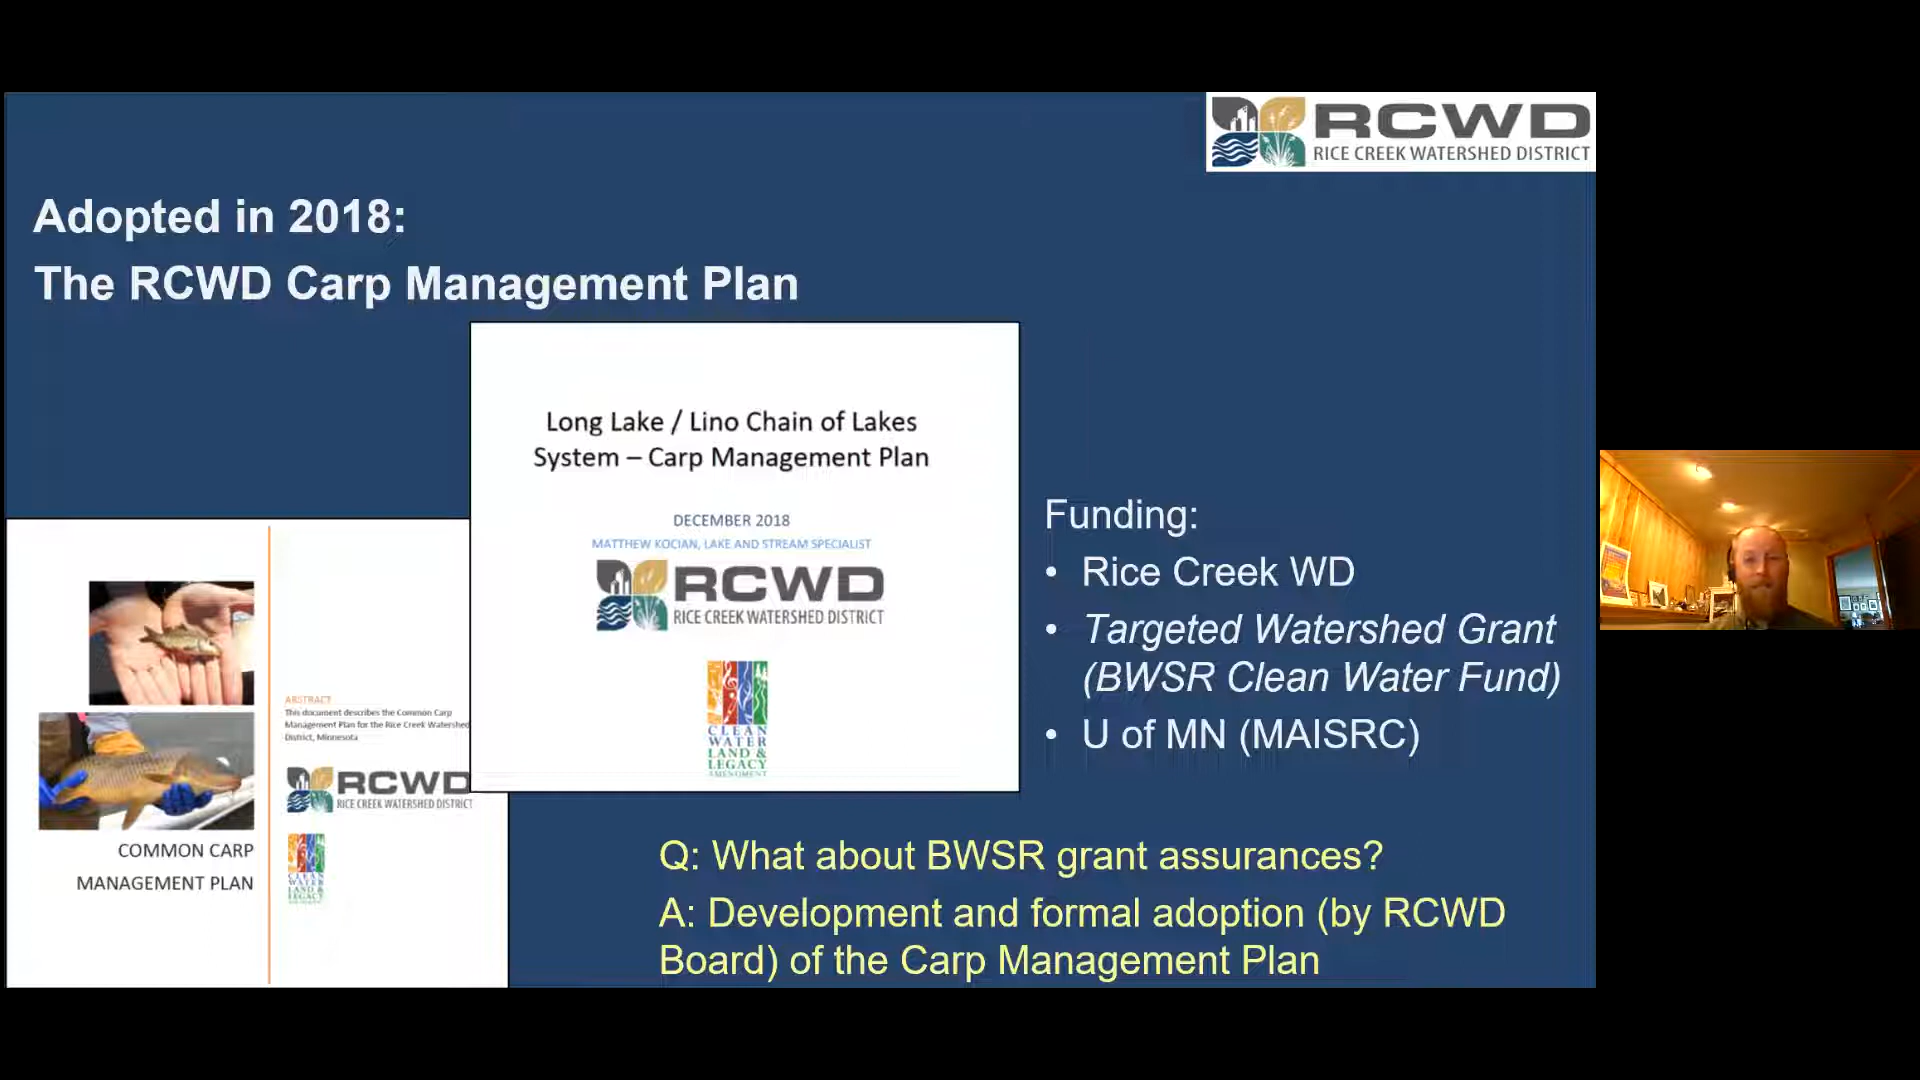 RCWD
RICE CREEK WATERSHED DISTRICT
Adopted in 2018:
The RCWD Carp Management Plan
Long Lake / Lino Chain of Lakes
System – Carp Management Plan
DECEMBER 2018
MATTHEW KOCIAN, LAKE AND STREAM SPECIALIST
RCWD
RICE CREEK WATERSHED DISTRICT
CLEAN
WATER
LAND &
LEGACY
AMENDMENT
Funding:
• Rice Creek WD
• Targeted Watershed Grant
(BWSR Clean Water Fund)
• U of MN (MAISRC)
ABSTRACT
This document describes the Common Carp
Management Plan for the Rice Creek Watershed
District, Minnesota
RCWD
RICE CREEK WATERSHED DISTRICT
CLEAN
WATER
LAND &
LEGACY
COMMON CARP
MANAGEMENT PLAN
Q: What about BWSR grant assurances?
A: Development and formal adoption (by RCWD
Board) of the Carp Management Plan